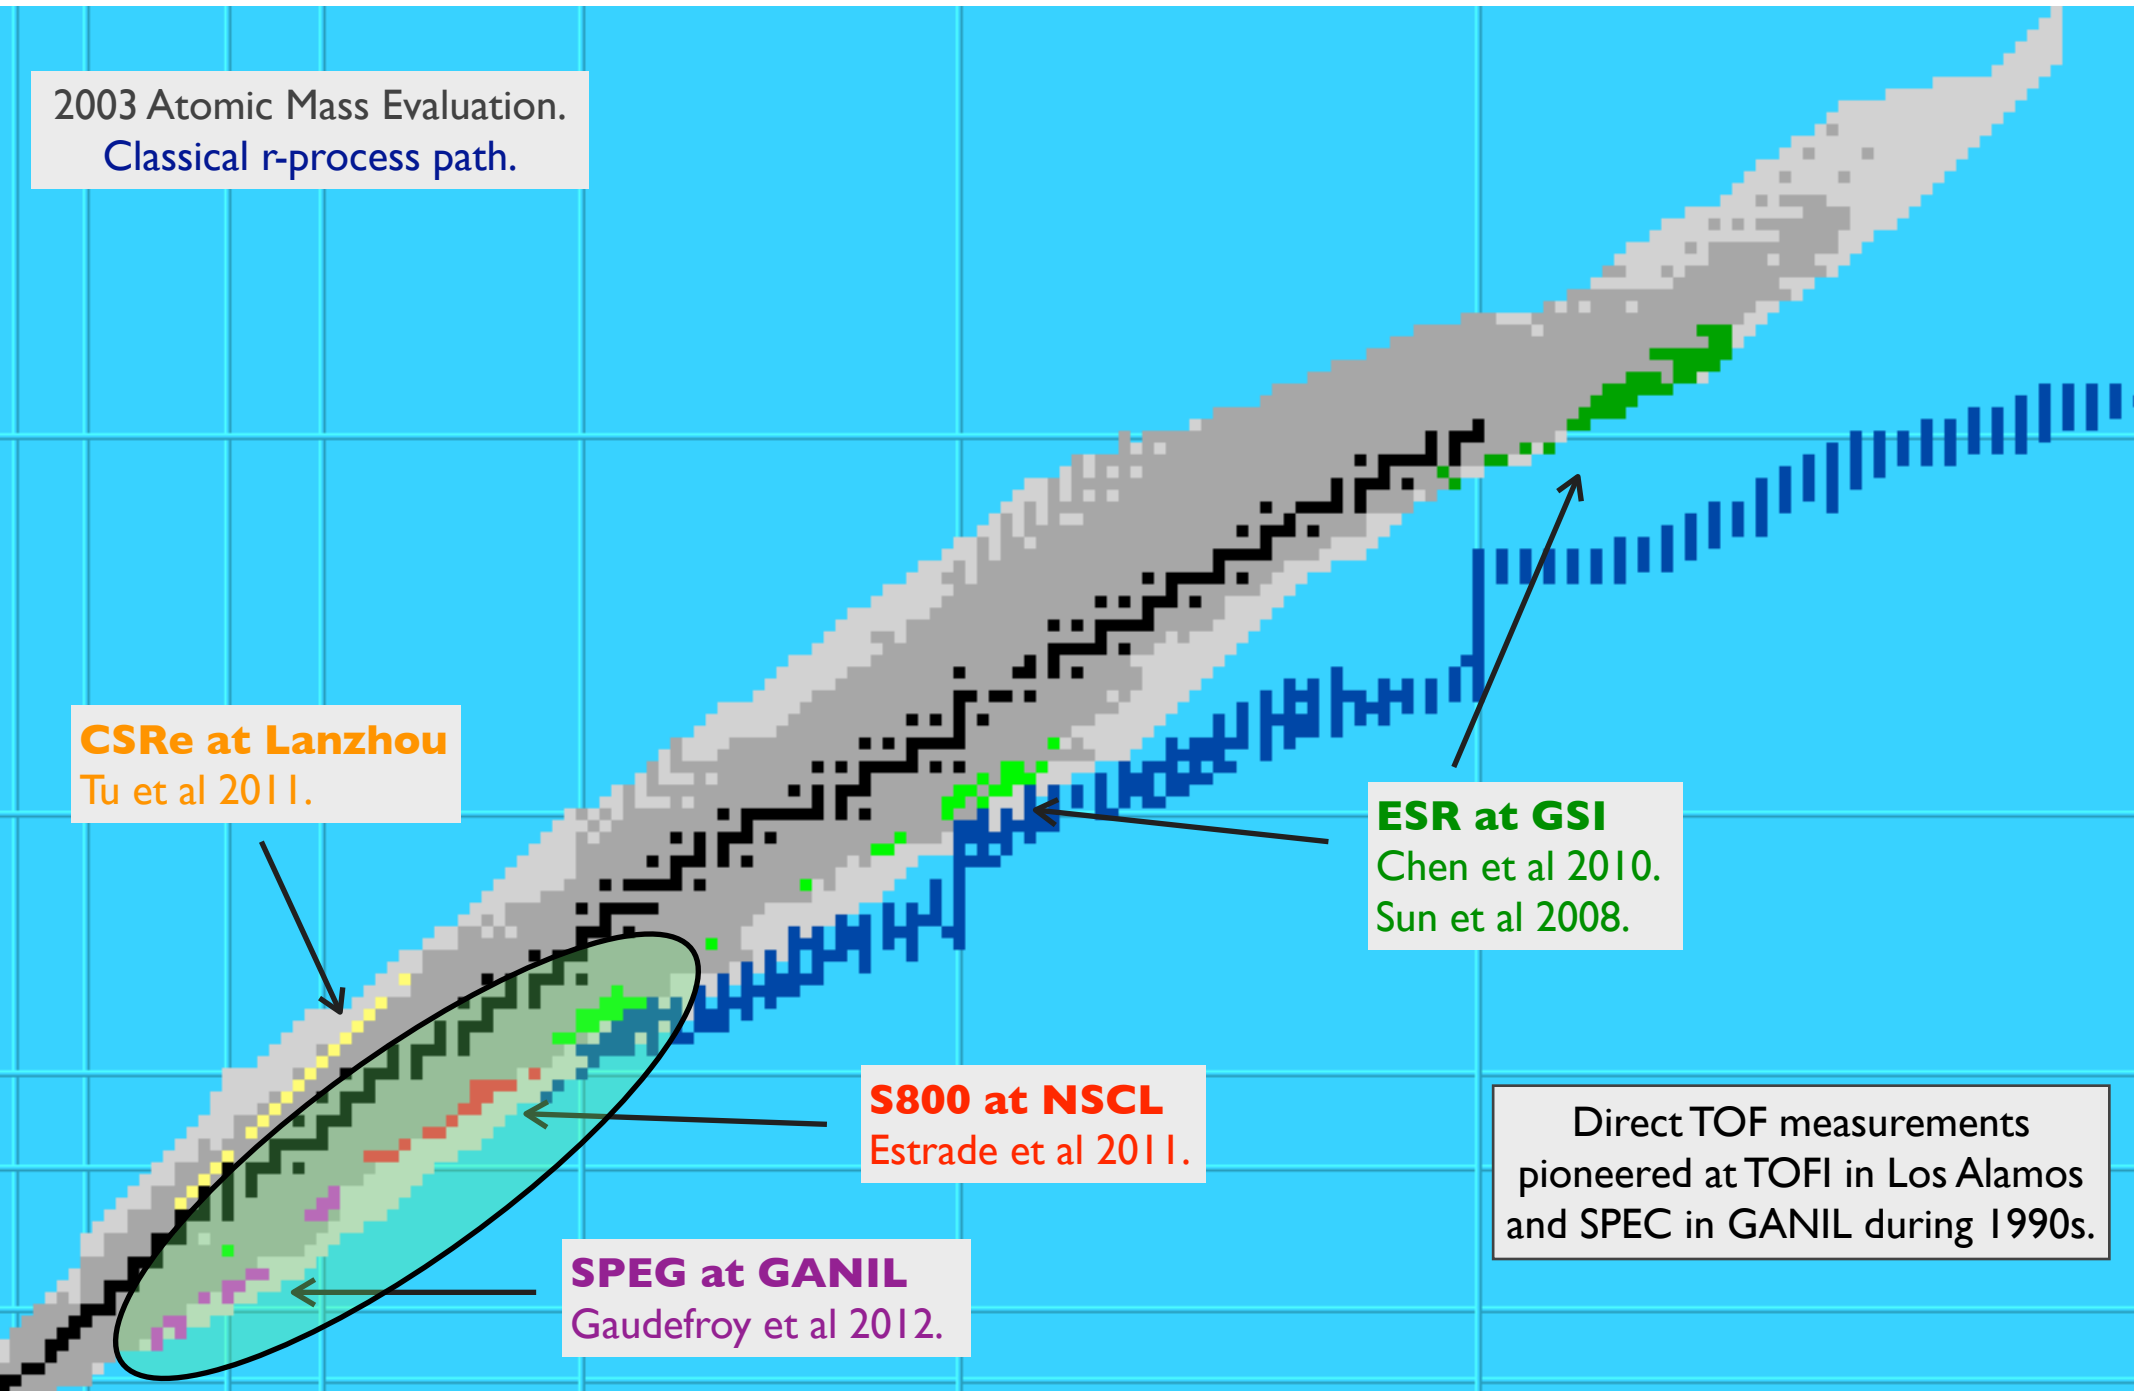 2003 Atomic Mass Evaluation.
Classical r-process path.
CSRe at Lanzhou
Tu et al 2011.
ESR at GSI
Chen et al 2010.
Sun et al 2008.
S800 at NSCL
Estrade et al 2011.
Direct TOF measurements
pioneered at TOFI in Los Alamos
and SPEC in GANIL during 1990s.
SPEG at GANIL
Gaudefroy et al 2012.